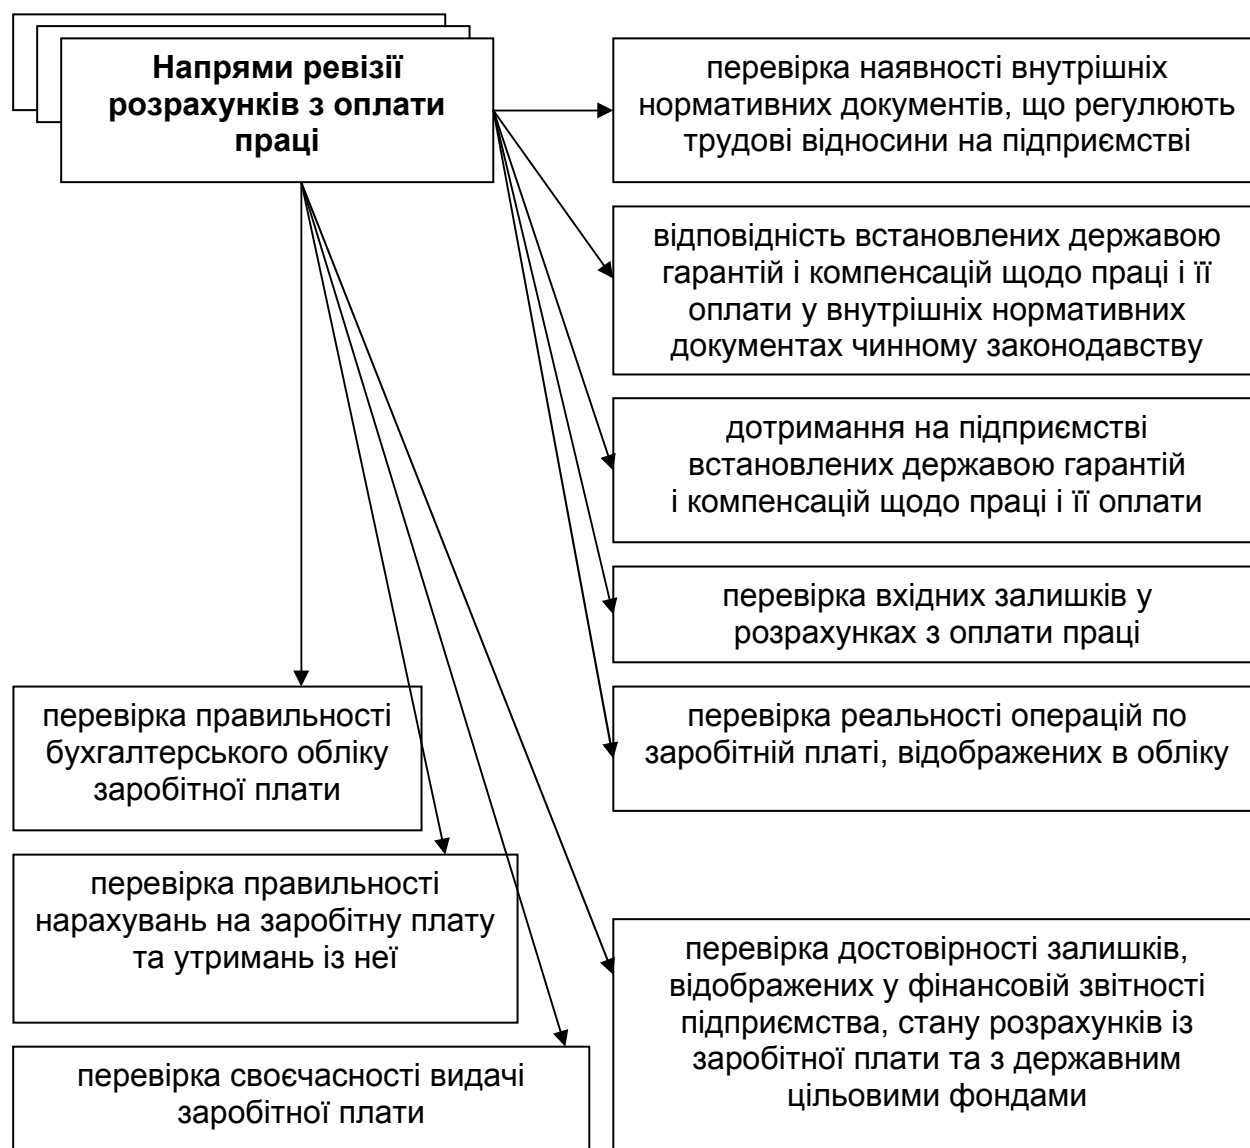 Напрями ревізії
розрахунків з оплати
праці
перевірка наявності внутрішніх
нормативних документів, що регулюють
трудові відносини на підприємстві
відповідність встановлених державою
гарантій і компенсацій щодо праці і її
оплати у внутрішніх нормативних
документах чинному законодавству
дотримання на підприємстві
встановлених державою гарантій
і компенсацій щодо праці і її оплати
перевірка вхідних залишків у
розрахунках з оплати праці
перевірка реальності операцій по
заробітній платі, відображених в обліку
перевірка правильності
бухгалтерського обліку
заробітної плати
перевірка правильності
нарахувань на заробітну плату
та утримань із неї
перевірка своєчасності видачі
заробітної плати
перевірка достовірності залишків,
відображених у фінансовій звітності
підприємства, стану розрахунків із
заробітної плати та з державним
цільовими фондами